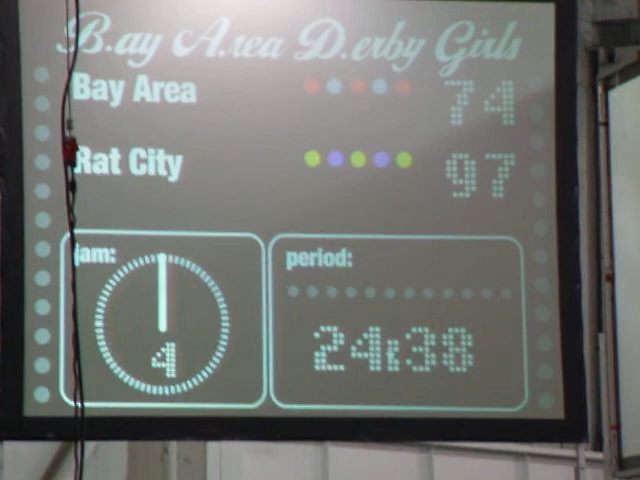 B.ay A.rea D.erby Girls
Bay Area 74
Rat City 97
jam: period:
4 24:38